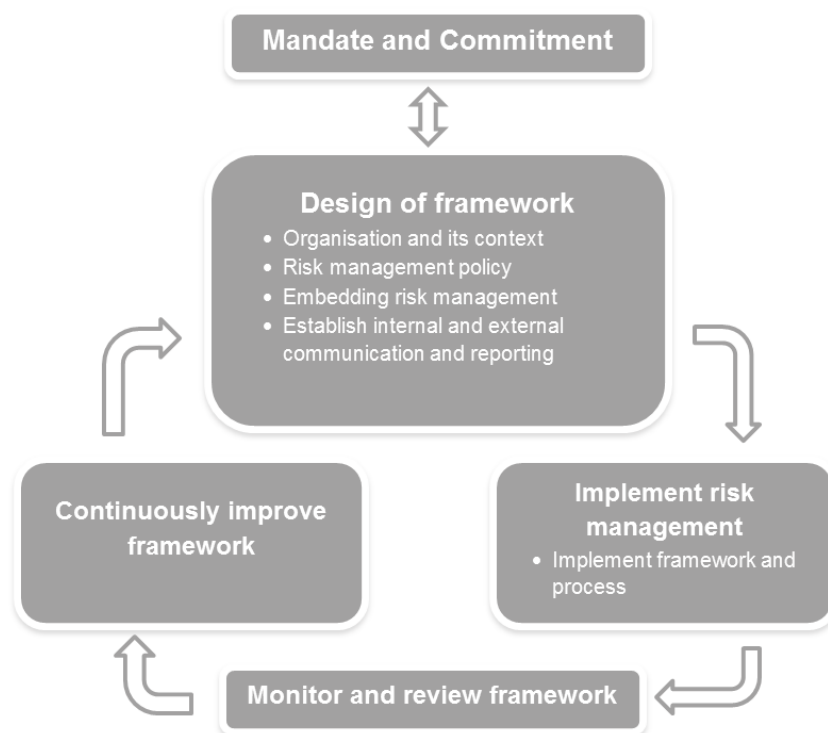 Mandate and Commitment
Design of framework
• Organisation and its context
• Risk management policy
• Embedding risk management
• Establish internal and external
communication and reporting
Continuously improve
framework
Implement risk
management
• Implement framework and
process
Monitor and review framework